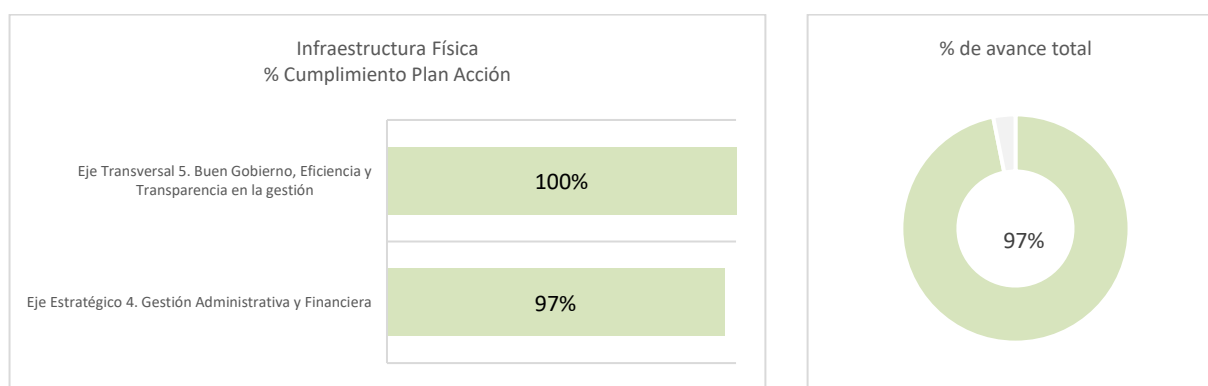 Infraestructura Física
% Cumplimiento Plan Acción
Eje Transversal 5. Buen Gobierno, Eficiencia y
Transparencia en la gestión
100%
Eje Estratégico 4. Gestión Administrativa y Financiera
97%
% de avance total
97%